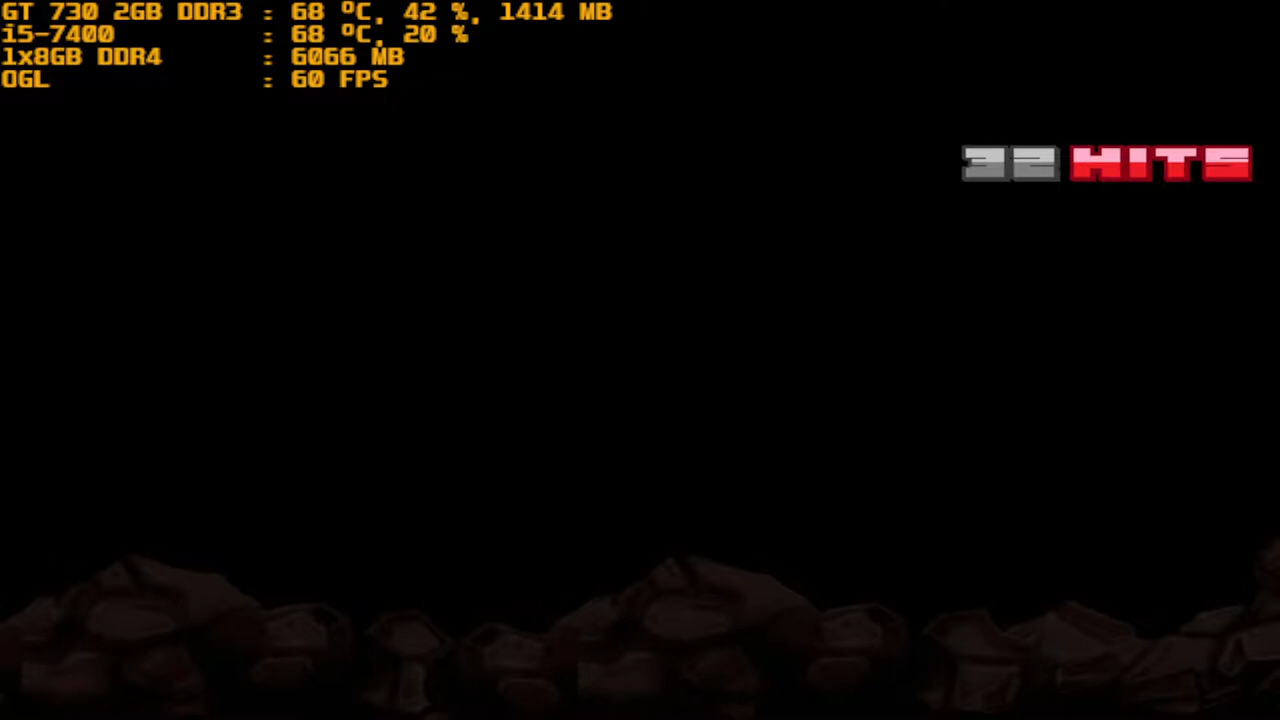 GT 730 2GB DDR3 : 68 ºC, 42 %, 1414 MB
i5-7400 : 68 ºC, 20 %
1x8GB DDR4 : 6066 MB
OGL : 60 FPS
32 HITS